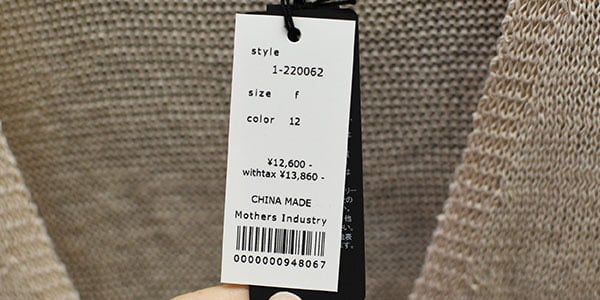 style
1-220062
size f
color 12
¥12,600 -
withtax ¥13,860 -
CHINA MADE
Mothers Industry
0000000948067